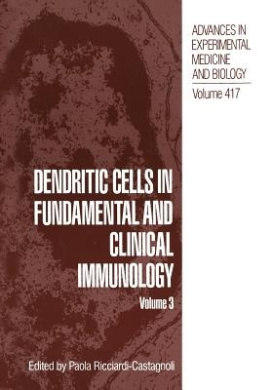 ADVANCES IN
EXPERIMENTAL
MEDICINE
AND BIOLOGY
Volume 417
DENDRITIC CELLS IN
FUNDAMENTAL AND
CLINICAL
IMMUNOLOGY
Volume 3
Edited by Paola Ricciardi-Castagnoli